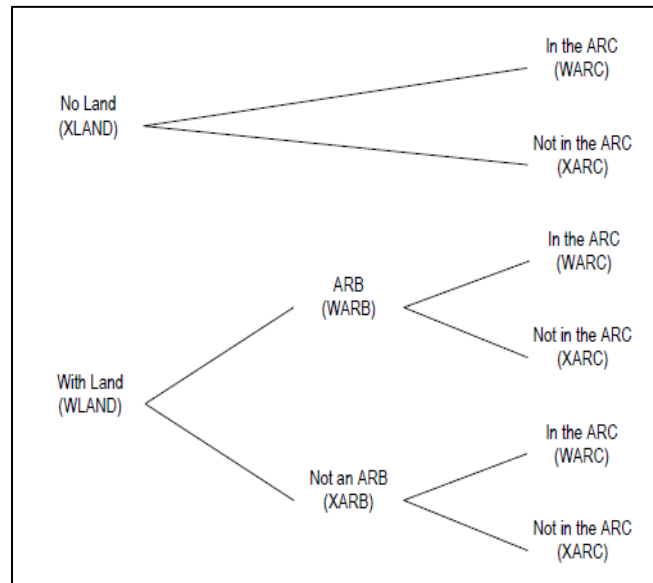 In the ARC
(WARC)
No Land
(XLAND)
Not in the ARC
(XARC)
In the ARC
(WARC)
ARB
(WARB)
Not in the ARC
(XARC)
With Land
(WLAND)
In the ARC
(WARC)
Not an ARB
(XARB)
Not in the ARC
(XARC)